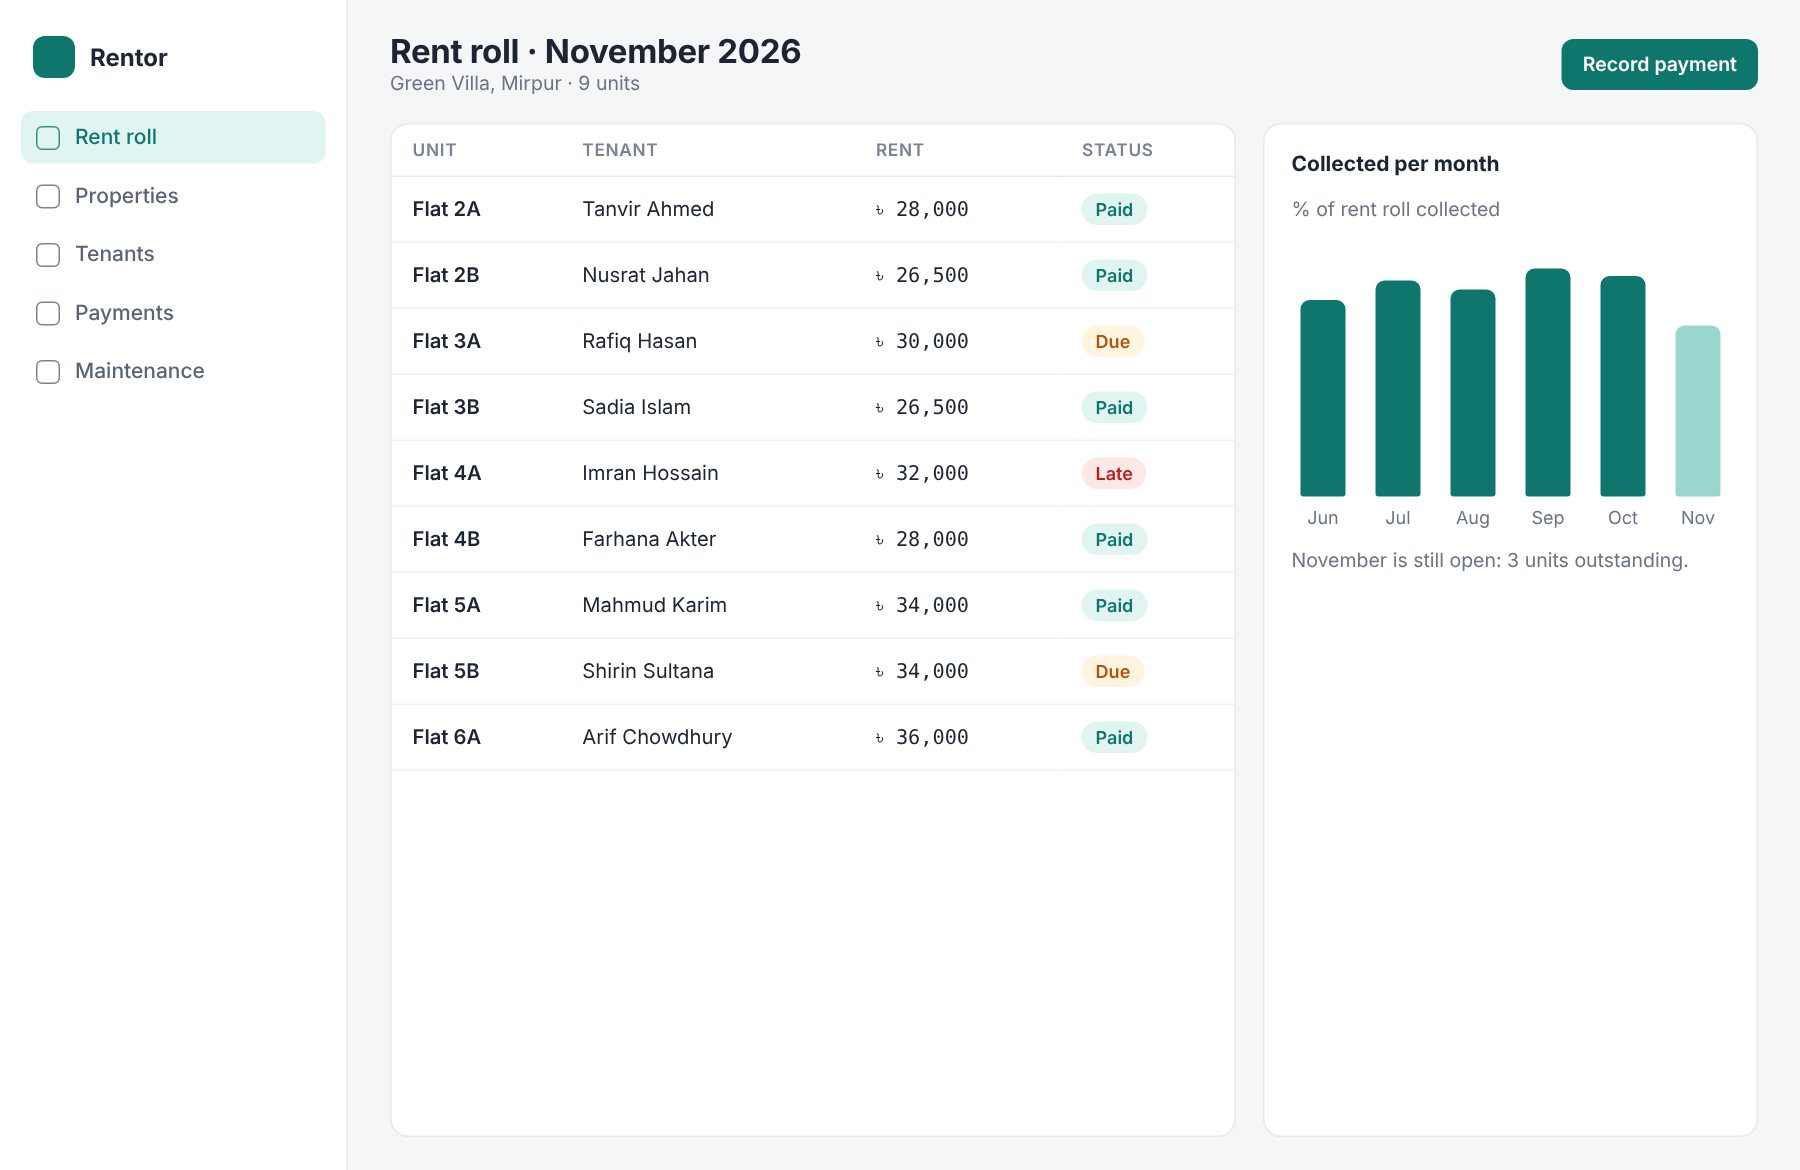 Rentor
Rent roll
Properties
Tenants
Payments
Maintenance
Rent roll · November 2026
Green Villa, Mirpur · 9 units
Record payment
UNIT TENANT RENT STATUS
Flat 2A Tanvir Ahmed ৳ 28,000 Paid
Flat 2B Nusrat Jahan ৳ 26,500 Paid
Flat 3A Rafiq Hasan ৳ 30,000 Due
Flat 3B Sadia Islam ৳ 26,500 Paid
Flat 4A Imran Hossain ৳ 32,000 Late
Flat 4B Farhana Akter ৳ 28,000 Paid
Flat 5A Mahmud Karim ৳ 34,000 Paid
Flat 5B Shirin Sultana ৳ 34,000 Due
Flat 6A Arif Chowdhury ৳ 36,000 Paid
Collected per month
% of rent roll collected
Jun Jul Aug Sep Oct Nov
November is still open: 3 units outstanding.